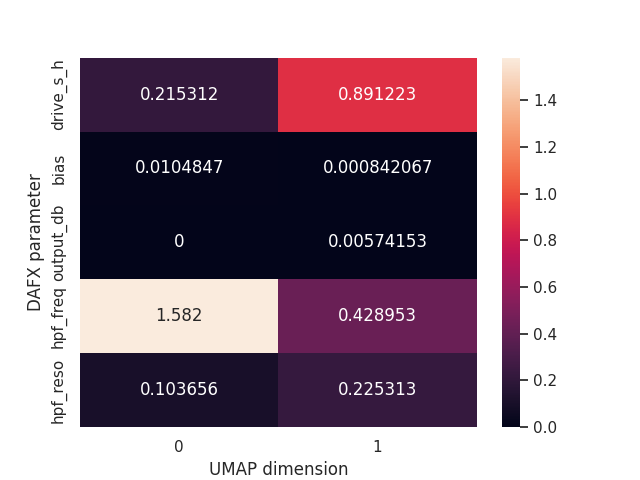 DAFX parameter
drive_s_h
0.215312
0.891223
bias
0.0104847
0.000842067
output_db
0
0.00574153
hpf_freq
1.582
0.428953
hpf_reso
0.103656
0.225313
0
1
UMAP dimension
1.4
1.2
1.0
0.8
0.6
0.4
0.2
0.0